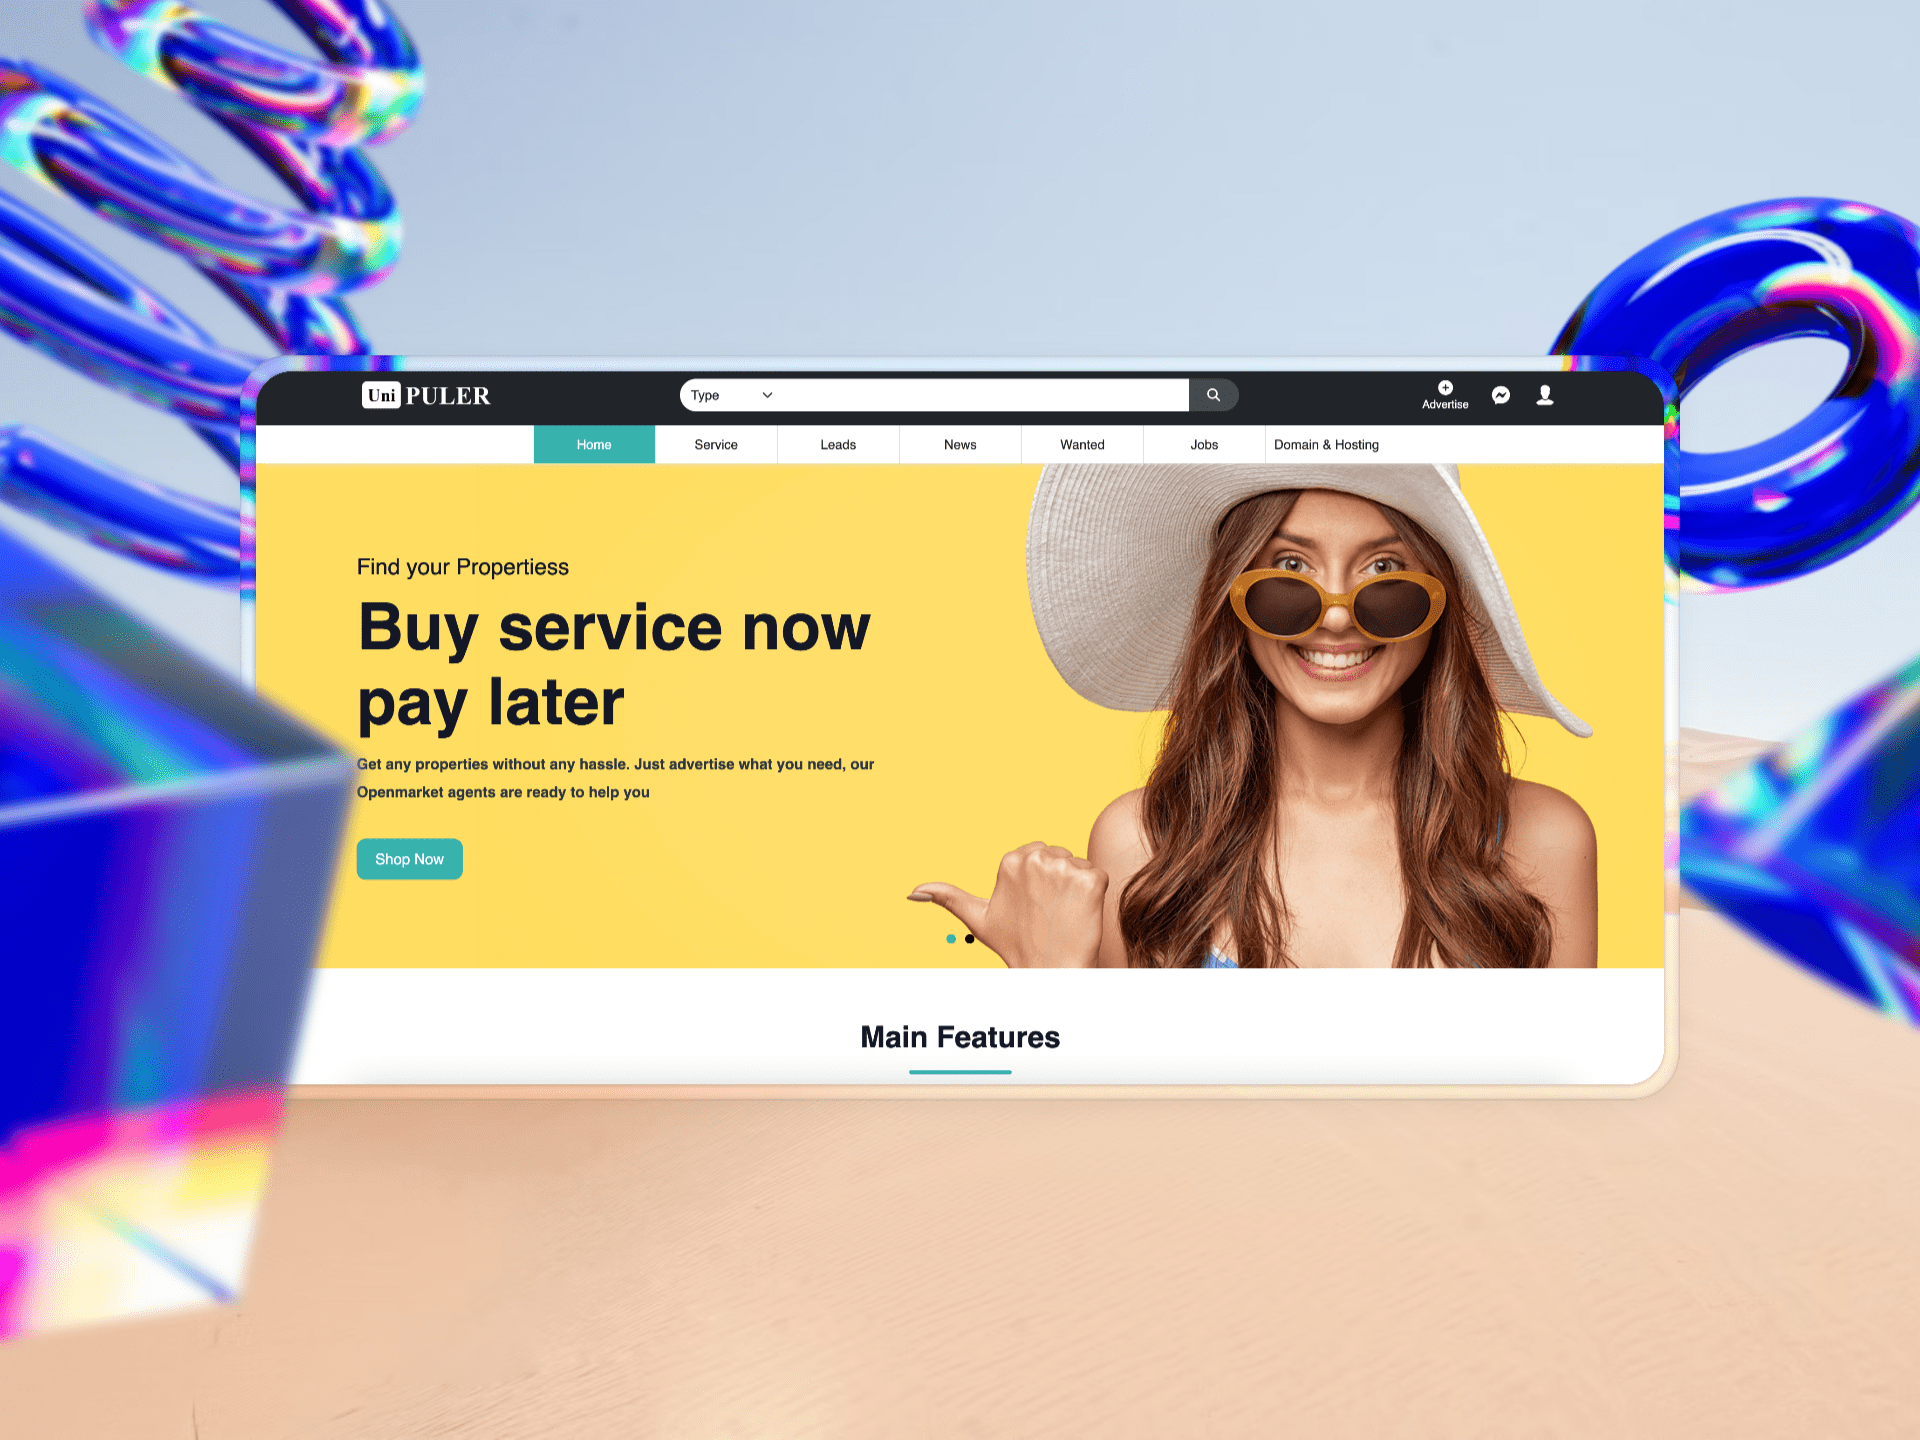 Uni PULER
Type
Advertise
Home Service Leads News Wanted Jobs Domain & Hosting
Find your Propertiess
Buy service now
pay later
Get any properties without any hassle. Just advertise what you need, our
Openmarket agents are ready to help you
Shop Now
Main Features